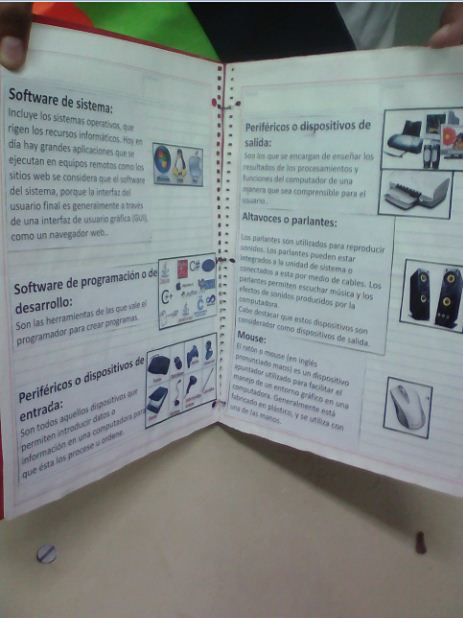 Software de sistema:
Incluye los sistemas operativos, que
rigen los recursos informáticos. Hoy en
día hay grandes aplicaciones que se
ejecutan en equipos remotos como los
sitios web se considera que el software
del sistema, porque la interfaz del
usuario final es generalmente a través
de una interfaz de usuario gráfica (GUI),
como un navegador web..
Software de programación o de
desarrollo:
Son las herramientas de las que vale el
programador para crear programas.
C#
C++
Periféricos o dispositivos de
entrada:
Son todos aquellos dispositivos que
permiten introducir datos o
información en una computadora para
que ésta los procese u ordene.
Periféricos o dispositivos de
salida:
Son los que se encargan de enseñar los
resultados de los procesamientos y
funciones del computador de una
manera que sea comprensible para el
usuario..
Altavoces o parlantes:
Los parlantes son utilizados para reproducir
sonidos. Los parlantes pueden estar
integrados a la unidad de sistema o
conectados a esta por medio de cables. Los
parlantes permiten escuchar música y los
efectos de sonidos producidos por la
computadora.
Cabe destacar que estos dispositivos son
considerador como dispositivos de salida.
Mouse:
El ratón o mouse (en inglés
pronunciado maʊs) es un dispositivo
apuntador utilizado para facilitar el
manejo de un entorno gráfico en una
computadora. Generalmente está
fabricado en plástico, y se utiliza con
una de las manos.